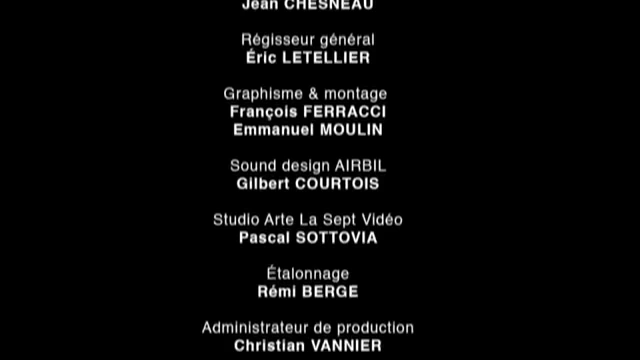 Jean CHESNEAU
Régisseur général
Éric LETELLIER
Graphisme & montage
François FERRACCI
Emmanuel MOULIN
Sound design AIRBIL
Gilbert COURTOIS
Studio Arte La Sept Vidéo
Pascal SOTTOVIA
Étalonnage
Rémi BERGE
Administrateur de production
Christian VANNIER